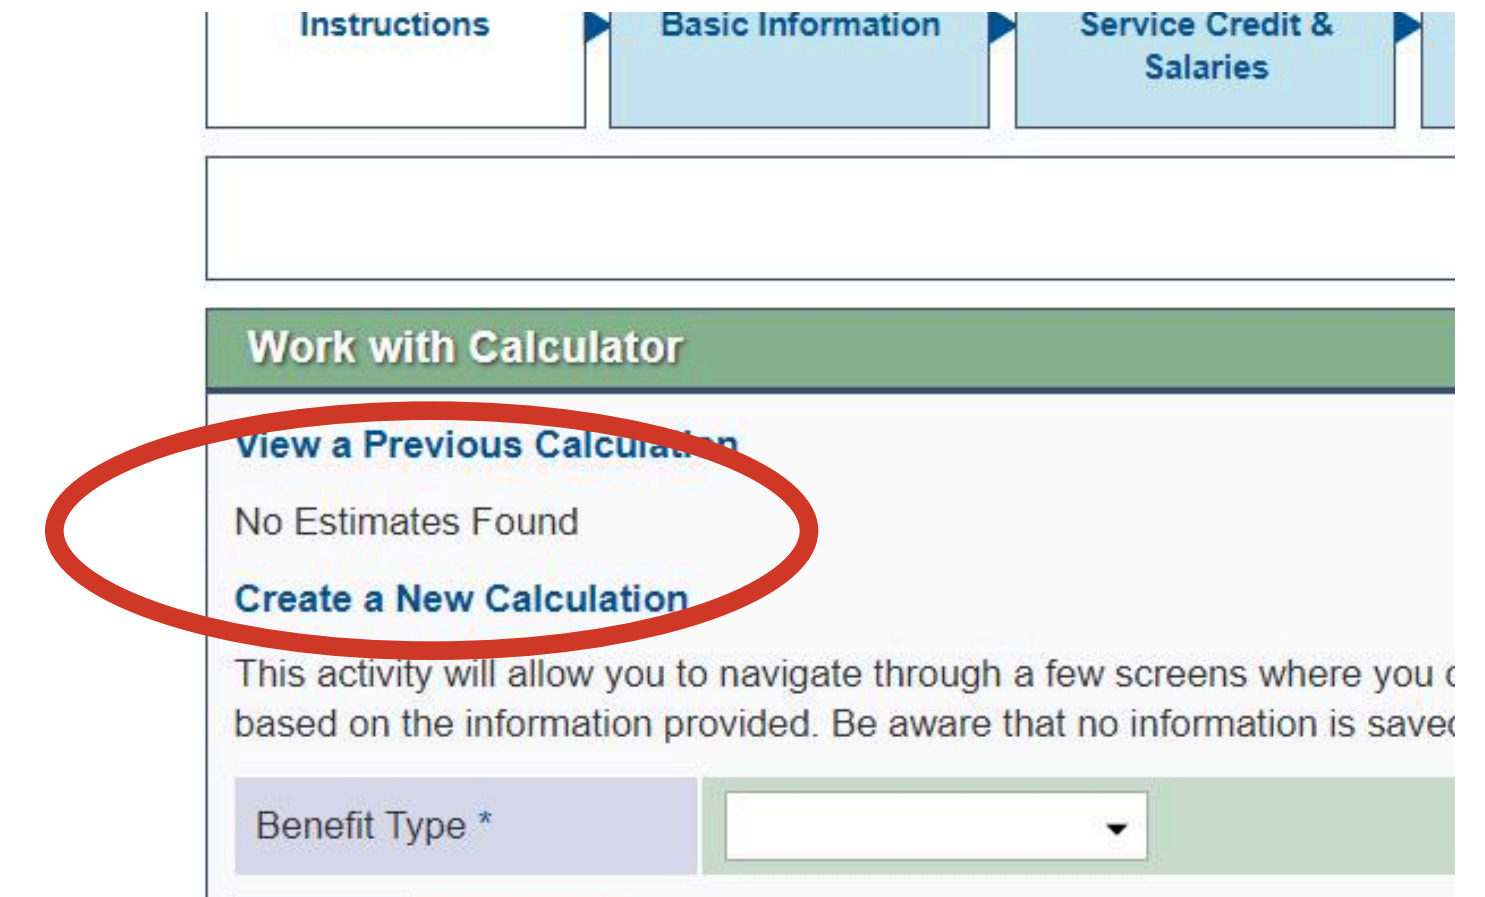 Instructions
Basic Information
Service Credit &
Salaries
Work with Calculator
View a Previous Calculation
No Estimates Found
Create a New Calculation
This activity will allow you to navigate through a few screens where you
based on the information provided. Be aware that no information is saved
Benefit Type *